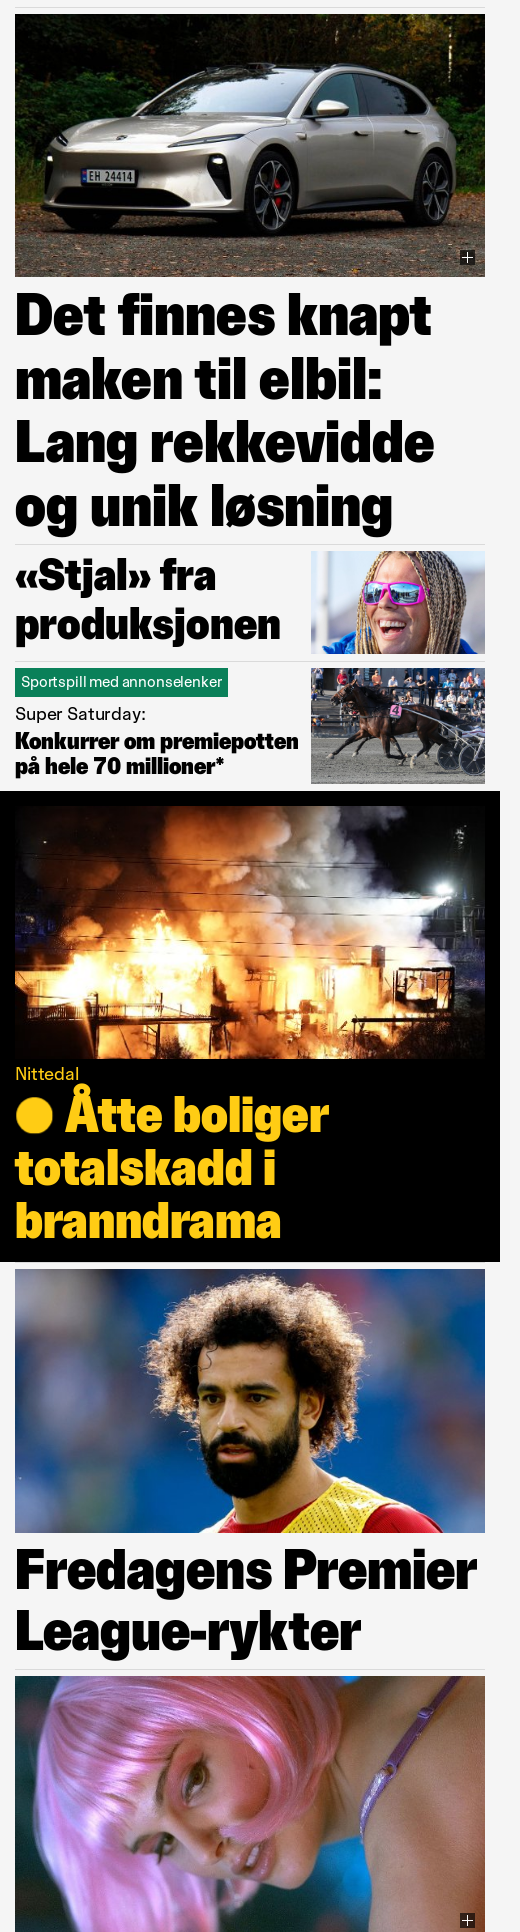 EH 24414
Det finnes knapt
maken til elbil:
Lang rekkevidde
og unik løsning
«Stjal» fra
produksjonen
Sportspill med annonselenker
Super Saturday:
Konkurrer om premiepotten
på hele 70 millioner*
4
Nittedal
Åtte boliger
totalskadd i
branndrama
Fredagens Premier
League-rykter